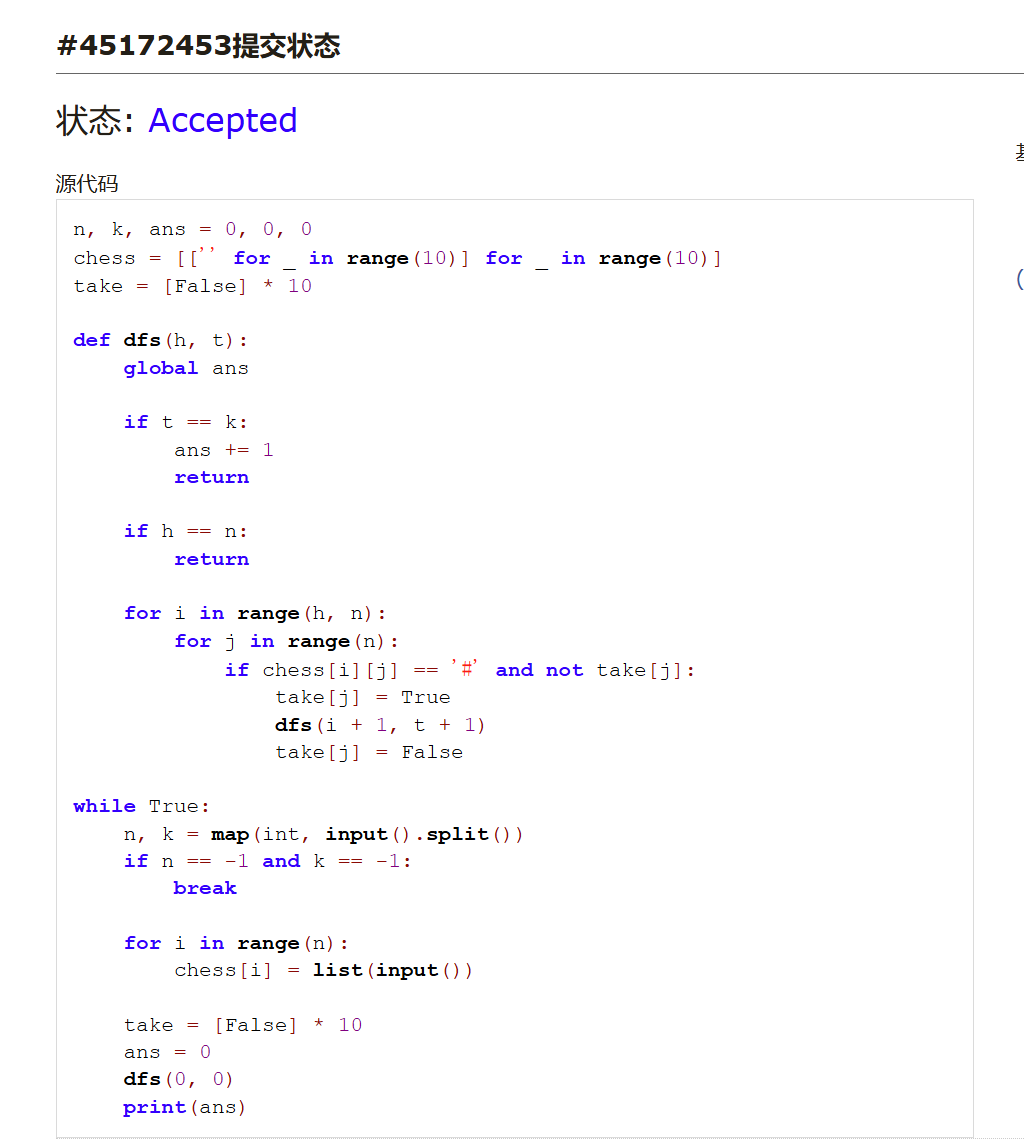 #45172453提交状态
状态: Accepted
源代码
n, k, ans = 0, 0, 0
chess = [['' for _ in range(10)] for _ in range(10)]
take = [False] * 10
def dfs(h, t):
    global ans
    if t == k:
        ans += 1
        return
    if h == n:
        return
    for i in range(h, n):
        for j in range(n):
            if chess[i][j] == '#' and not take[j]:
                take[j] = True
                dfs(i + 1, t + 1)
                take[j] = False
while True:
    n, k = map(int, input().split())
    if n == -1 and k == -1:
        break
    for i in range(n):
        chess[i] = list(input())
    take = [False] * 10
    ans = 0
    dfs(0, 0)
    print(ans)